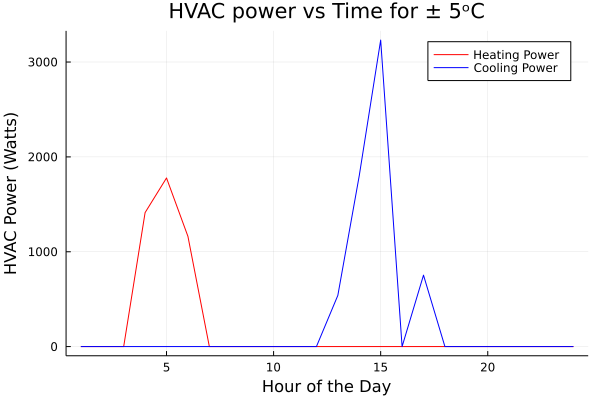 HVAC power vs Time for ± 5ᵒC
Heating Power
Cooling Power
HVAC Power (Watts)
3000
2000
1000
0
5
10
15
20
Hour of the Day